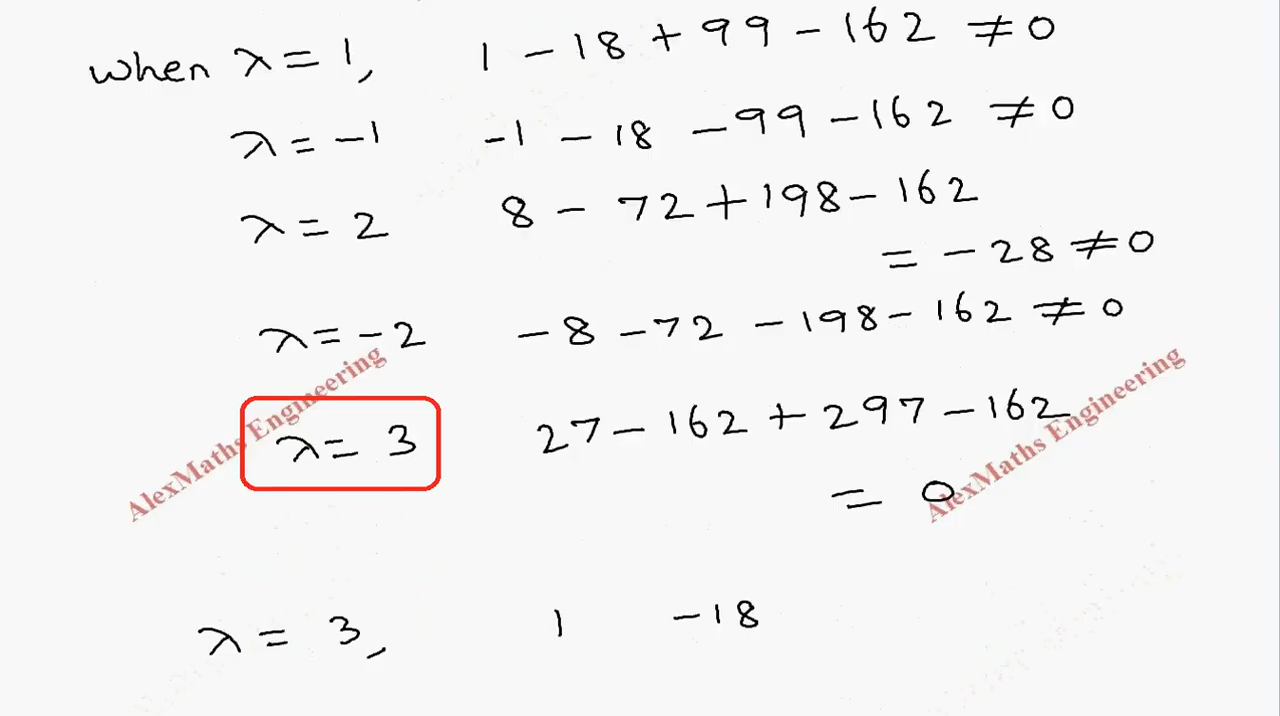 when λ = 1, 1 - 18 + 99 - 162 ≠ 0
λ = -1 -1 - 18 - 99 - 162 ≠ 0
λ = 2 8 - 72 + 198 - 162
= -28 ≠ 0
λ = -2 -8 - 72 - 198 - 162 ≠ 0
λ = 3 27 - 162 + 297 - 162
= 0
AlexMaths Engineering
AlexMaths Engineering
λ = 3, 1 -18